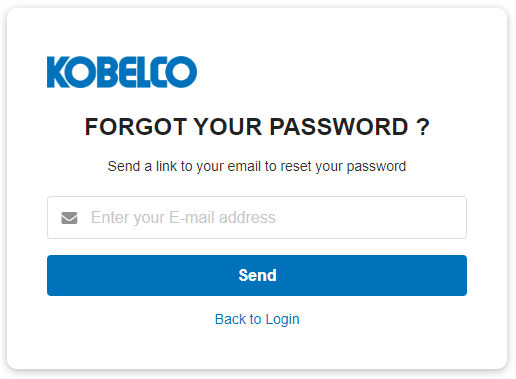 KOBELCO
FORGOT YOUR PASSWORD ?
Send a link to your email to reset your password
Enter your E-mail address
Send
Back to Login